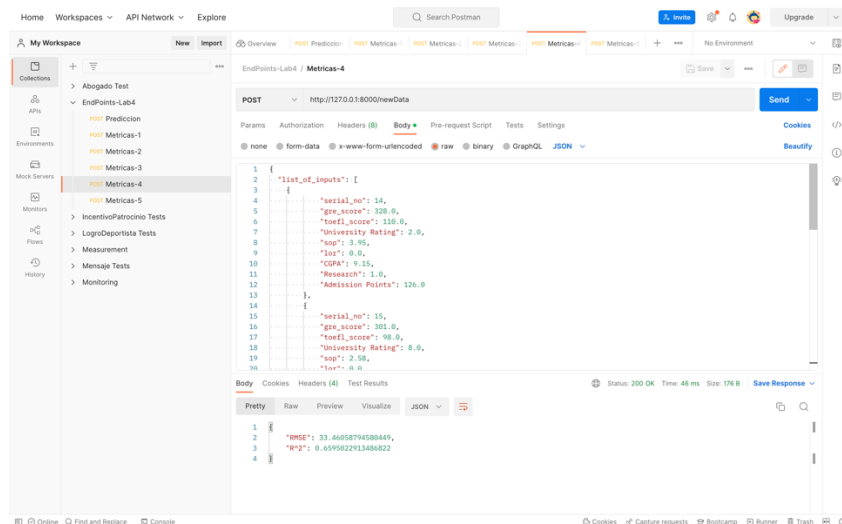 Home Workspaces API Network Explore Search Postman Invite Upgrade
My Workspace New Import Overview POST Prediccion POST Metricas-1 POST Metricas-2 POST Metricas-3 POST Metricas-4 POST Metricas-5 No Environment
Collections
APIs
Environments
Mock Servers
Monitors
Flows
History
Abogado Test
EndPoints-Lab4
POST Prediccion
POST Metricas-1
POST Metricas-2
POST Metricas-3
POST Metricas-4
POST Metricas-5
IncentivoPatrocinio Tests
LogroDeportista Tests
Measurement
Mensaje Tests
Monitoring
EndPoints-Lab4 / Metricas-4 Save
POST http://127.0.0.1:8000/newData Send
Params Authorization Headers (8) Body Pre-request Script Tests Settings Cookies
none form-data x-www-form-urlencoded raw binary GraphQL JSON Beautify
1 {
2 "list_of_inputs": [
3 {
4 "serial_no": 14,
5 "gre_score": 328.0,
6 "toefl_score": 110.0,
7 "University Rating": 2.0,
8 "sop": 3.95,
9 "lor": 0.0,
10 "CGPA": 9.15,
11 "Research": 1.0,
12 "Admission Points": 126.0
13 },
14 {
15 "serial_no": 15,
16 "gre_score": 301.0,
17 "toefl_score": 98.0,
18 "University Rating": 8.0,
19 "sop": 2.58,
20 "lor": 0.0
Body Cookies Headers (4) Test Results Status: 200 OK Time: 46 ms Size: 176 B Save Response
Pretty Raw Preview Visualize JSON
1 {
2 "RMSE": 33.46058794580449,
3 "R^2": 0.6595022913486822
4 }
Online Find and Replace Console Cookies Capture requests Bootcamp Runner Trash